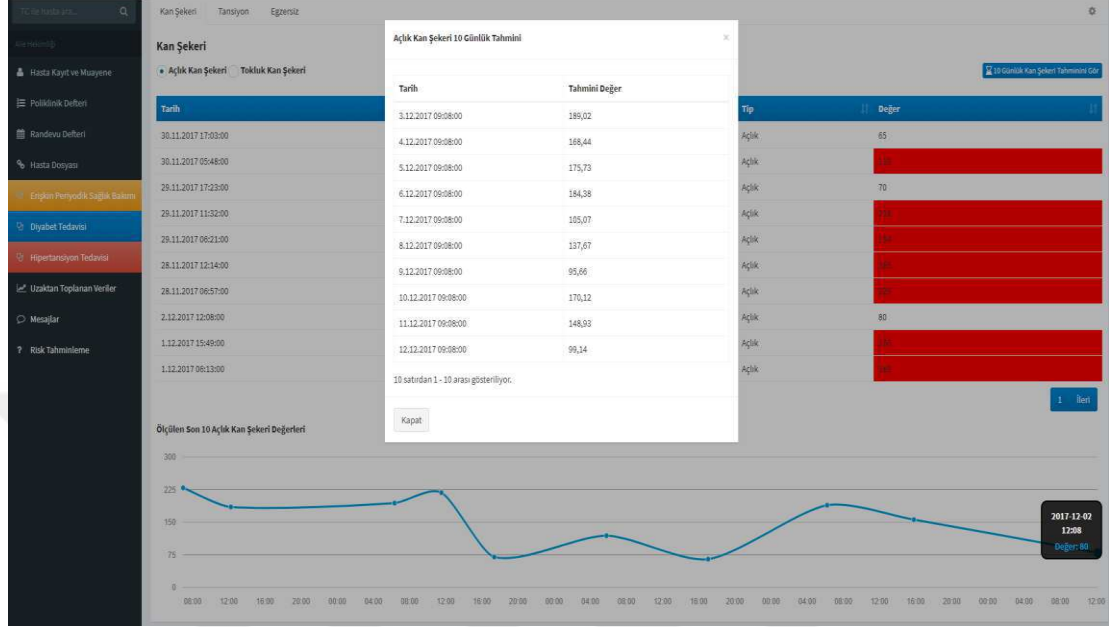 Kan Şekeri Tansiyon Egzersiz
Hasta Kayıt ve Muayene
Poliklinik Defteri
Randevu Defteri
Hasta Dosyası
Erişkin Periyodik Sağlık Bakımı
Diyabet Tedavisi
Hipertansiyon Tedavisi
Uzaktan Toplanan Veriler
Mesajlar
? Risk Tahminleme
Kan Şekeri
Açlık Kan Şekeri Tokluk Kan Şekeri
10 Günlük Kan Şekeri Tahminini Gör
Tarih Tip Değer
30.11.2017 17:03:00 Açlık 65
30.11.2017 05:48:00 Açlık
29.11.2017 17:23:00 Açlık 70
29.11.2017 11:32:00 Açlık
29.11.2017 06:21:00 Açlık
28.11.2017 12:14:00 Açlık
28.11.2017 06:57:00 Açlık
2.12.2017 12:08:00 Açlık 80
1.12.2017 15:49:00 Açlık
1.12.2017 08:13:00 Açlık
1 İleri
Açlık Kan Şekeri 10 Günlük Tahmini ×
Tarih Tahmini Değer
3.12.2017 09:08:00 189,02
4.12.2017 09:08:00 168,44
5.12.2017 09:08:00 175,73
6.12.2017 09:08:00 184,38
7.12.2017 09:08:00 105,07
8.12.2017 09:08:00 137,67
9.12.2017 09:08:00 95,66
10.12.2017 09:08:00 170,12
11.12.2017 09:08:00 148,93
12.12.2017 09:08:00 99,14
10 satırdan 1 - 10 arası gösteriliyor.
Kapat
Ölçülen Son 10 Açlık Kan Şekeri Değerleri
300
225
150
75
0
08:00 12:00 16:00 20:00 00:00 04:00 08:00 12:00 16:00 20:00 00:00 04:00 08:00 12:00 16:00 20:00 00:00 04:00 08:00 12:00 16:00 20:00 00:00 04:00 08:00 12:00
2017-12-02
12:08
Değer: 80